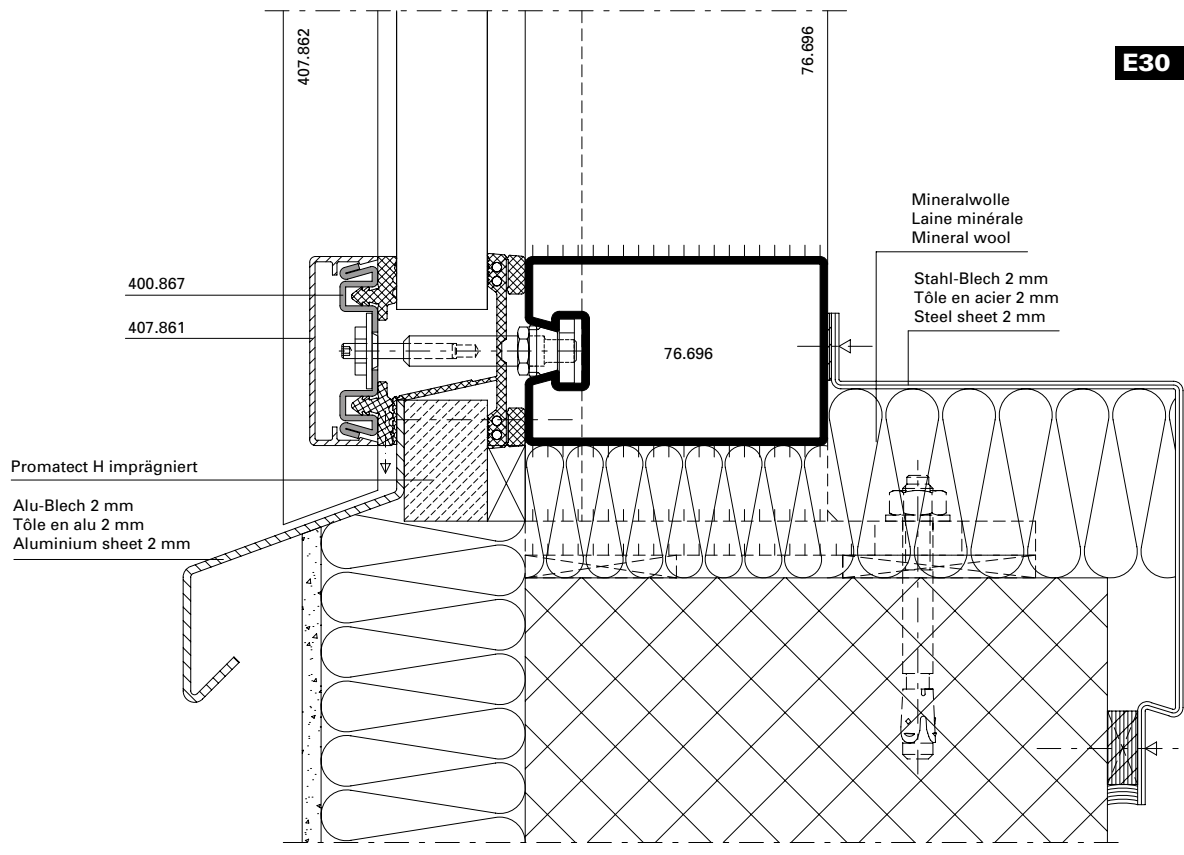 407.862
76.696
E30
Mineralwolle
Laine minérale
Mineral wool
400.867
Stahl-Blech 2 mm
Tôle en acier 2 mm
Steel sheet 2 mm
407.861
76.696
Promatect H imprägniert
Alu-Blech 2 mm
Tôle en alu 2 mm
Aluminium sheet 2 mm